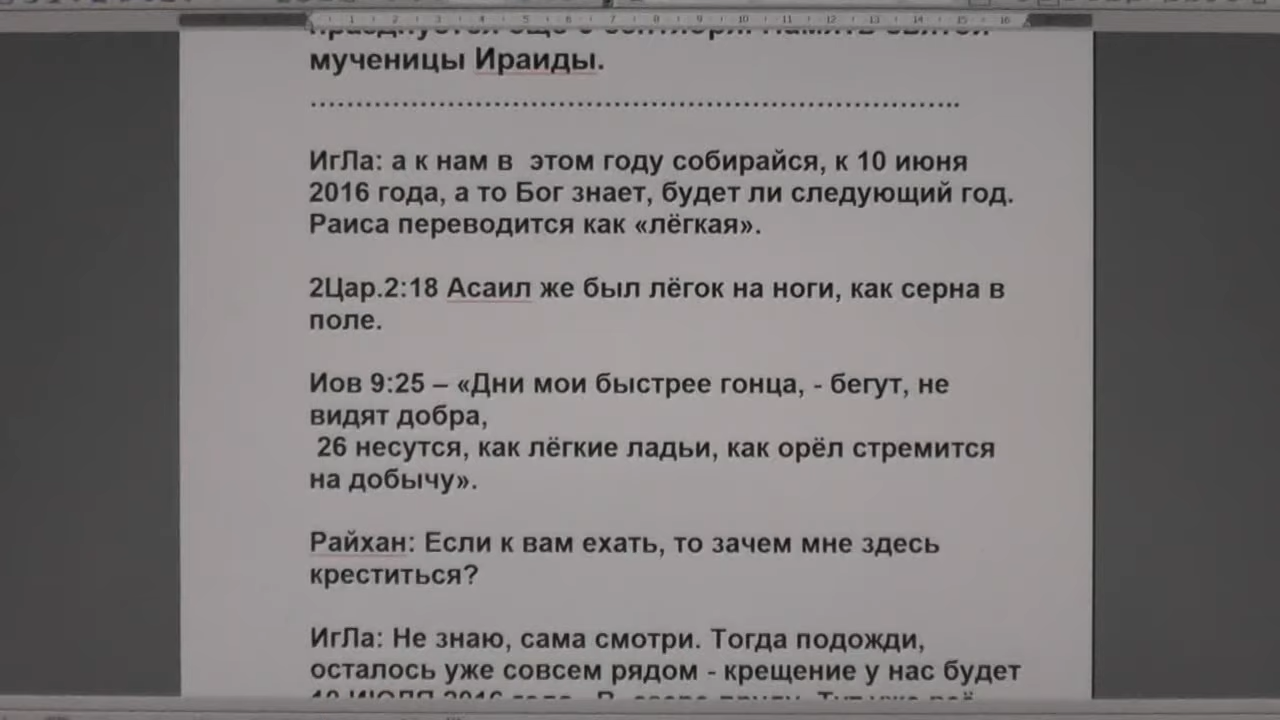 мученицы Ираиды.
…………………………………………………………..
ИгЛа: а к нам в  этом году собирайся, к 10 июня
2016 года, а то Бог знает, будет ли следующий год.
Раиса переводится как «лёгкая».
2Цар.2:18 Асаил же был лёгок на ноги, как серна в
поле.
Иов 9:25 – «Дни мои быстрее гонца, - бегут, не
видят добра,
26 несутся, как лёгкие ладьи, как орёл стремится
на добычу».
Райхан: Если к вам ехать, то зачем мне здесь
креститься?
ИгЛа: Не знаю, сама смотри. Тогда подожди,
осталось уже совсем рядом - крещение у нас будет